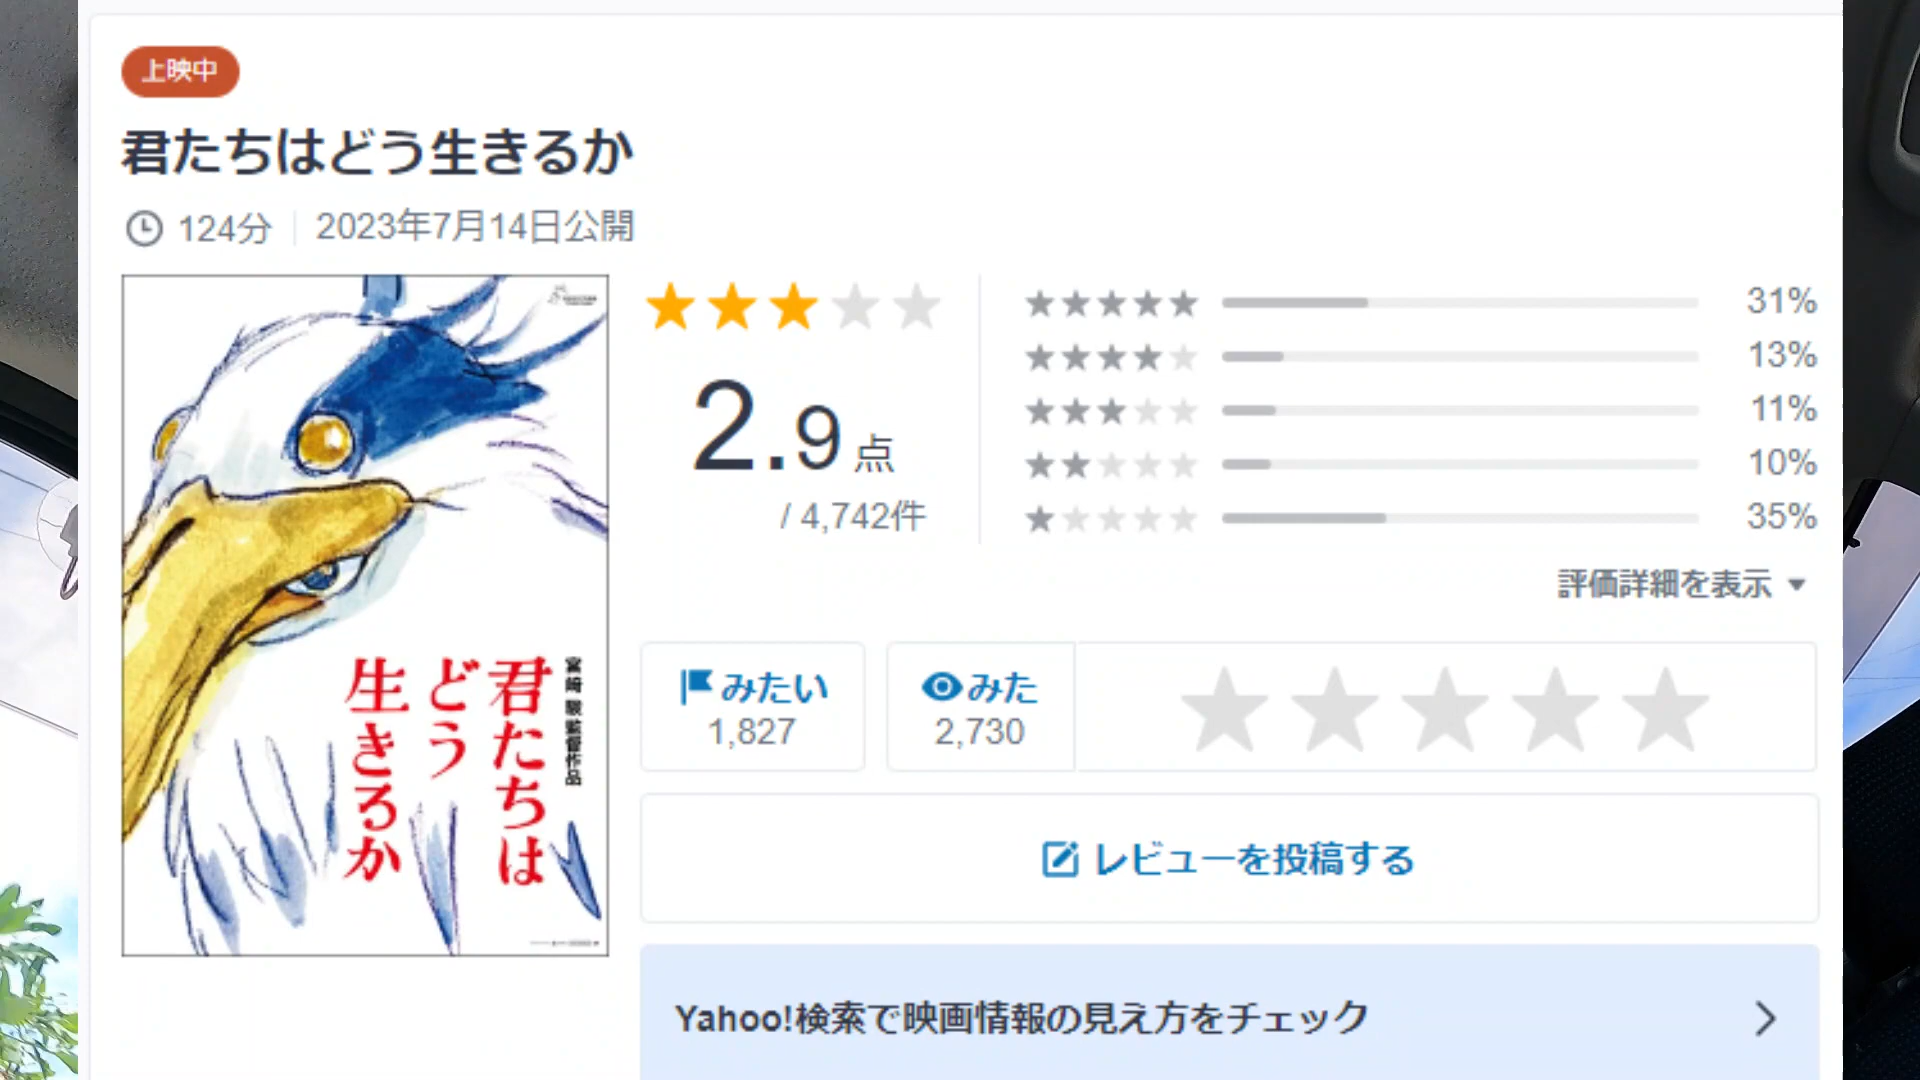 上映中
君たちはどう生きるか
124分 2023年7月14日公開
宮﨑駿監督作品
君たちは
どう
生きるか
2.9点
/ 4,742件
31%
13%
11%
10%
35%
評価詳細を表示
みたい
1,827
みた
2,730
レビューを投稿する
Yahoo!検索で映画情報の見え方をチェック